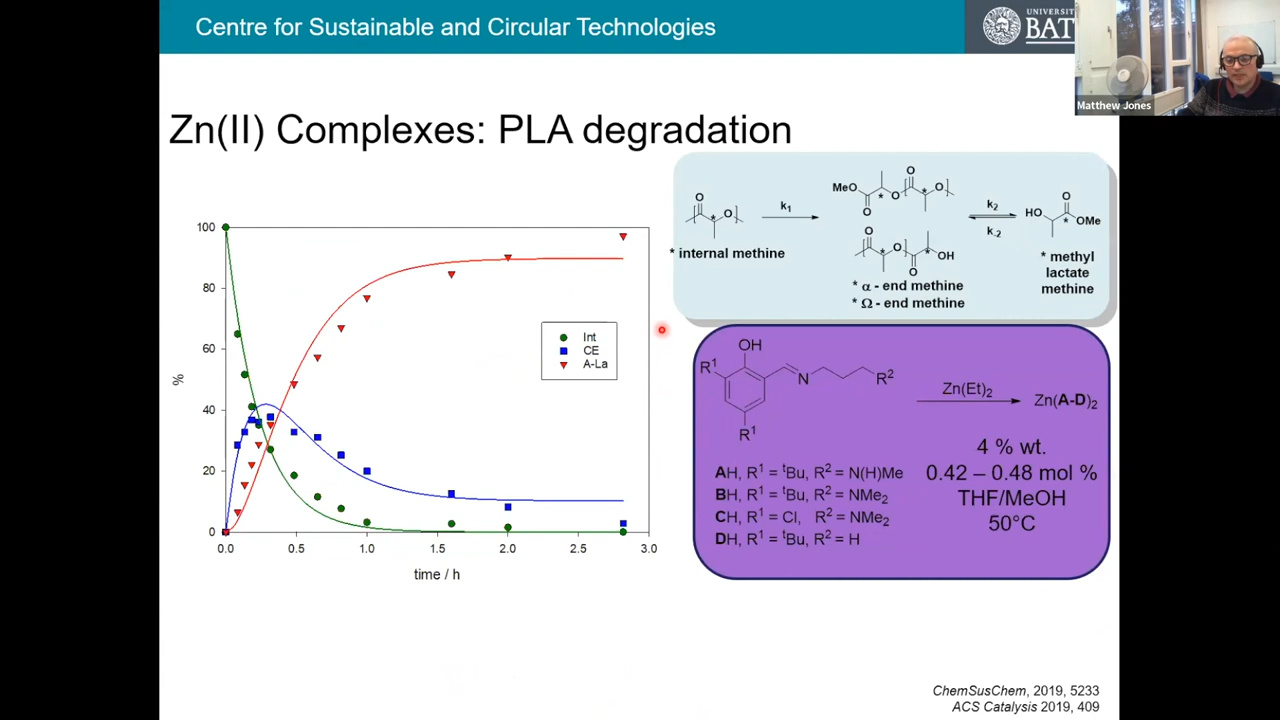 Centre for Sustainable and Circular Technologies
UNIVERSIT
BAT
Matthew Jones
Zn(II) Complexes: PLA degradation
100
80
60
40
20
0
%
0.0 0.5 1.0 1.5 2.0 2.5 3.0
time / h
Int
CE
A-La
O
* O
* internal methine
k1
MeO * O O * O
O
O * O * OH
O
* α - end methine
* Ω - end methine
k2
k-2
HO * O OMe
* methyl
lactate
methine
OH
R1
N R2
R1
Zn(Et)2
Zn(A-D)2
AH, R1 = tBu, R2 = N(H)Me
BH, R1 = tBu, R2 = NMe2
CH, R1 = Cl, R2 = NMe2
DH, R1 = tBu, R2 = H
4 % wt.
0.42 – 0.48 mol %
THF/MeOH
50°C
ChemSusChem, 2019, 5233
ACS Catalysis 2019, 409